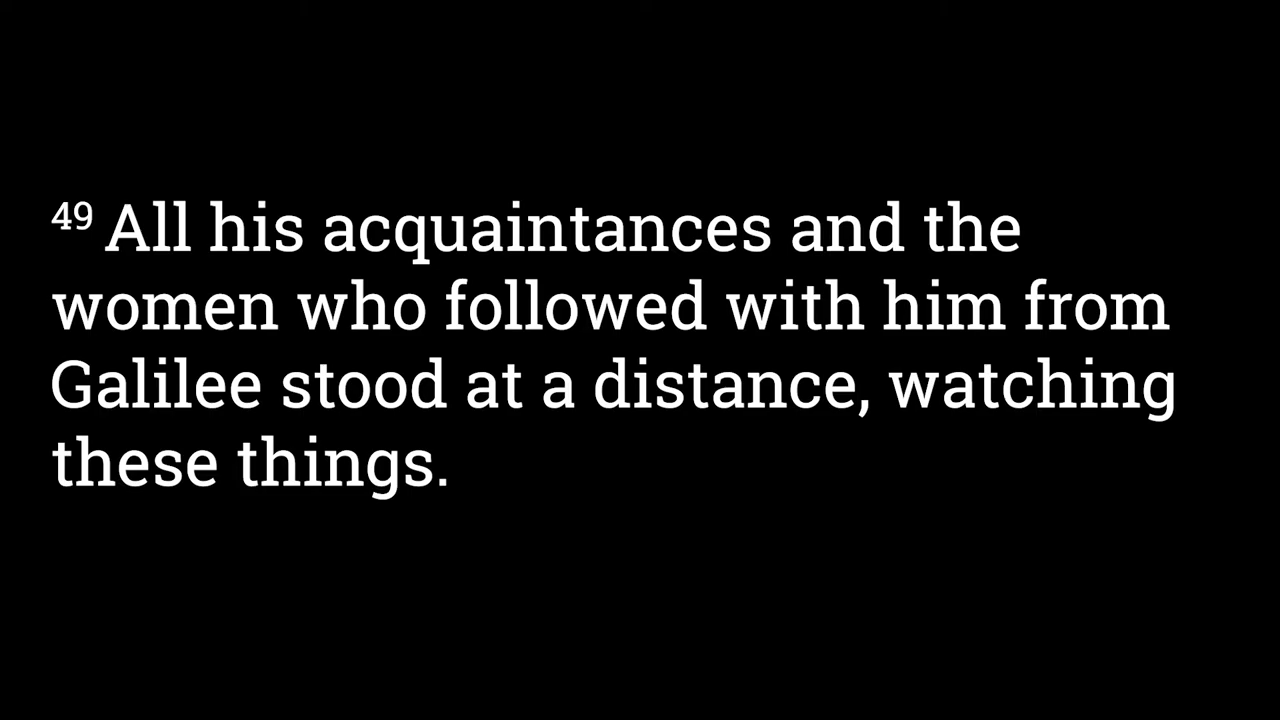 49 All his acquaintances and the
women who followed with him from
Galilee stood at a distance, watching
these things.